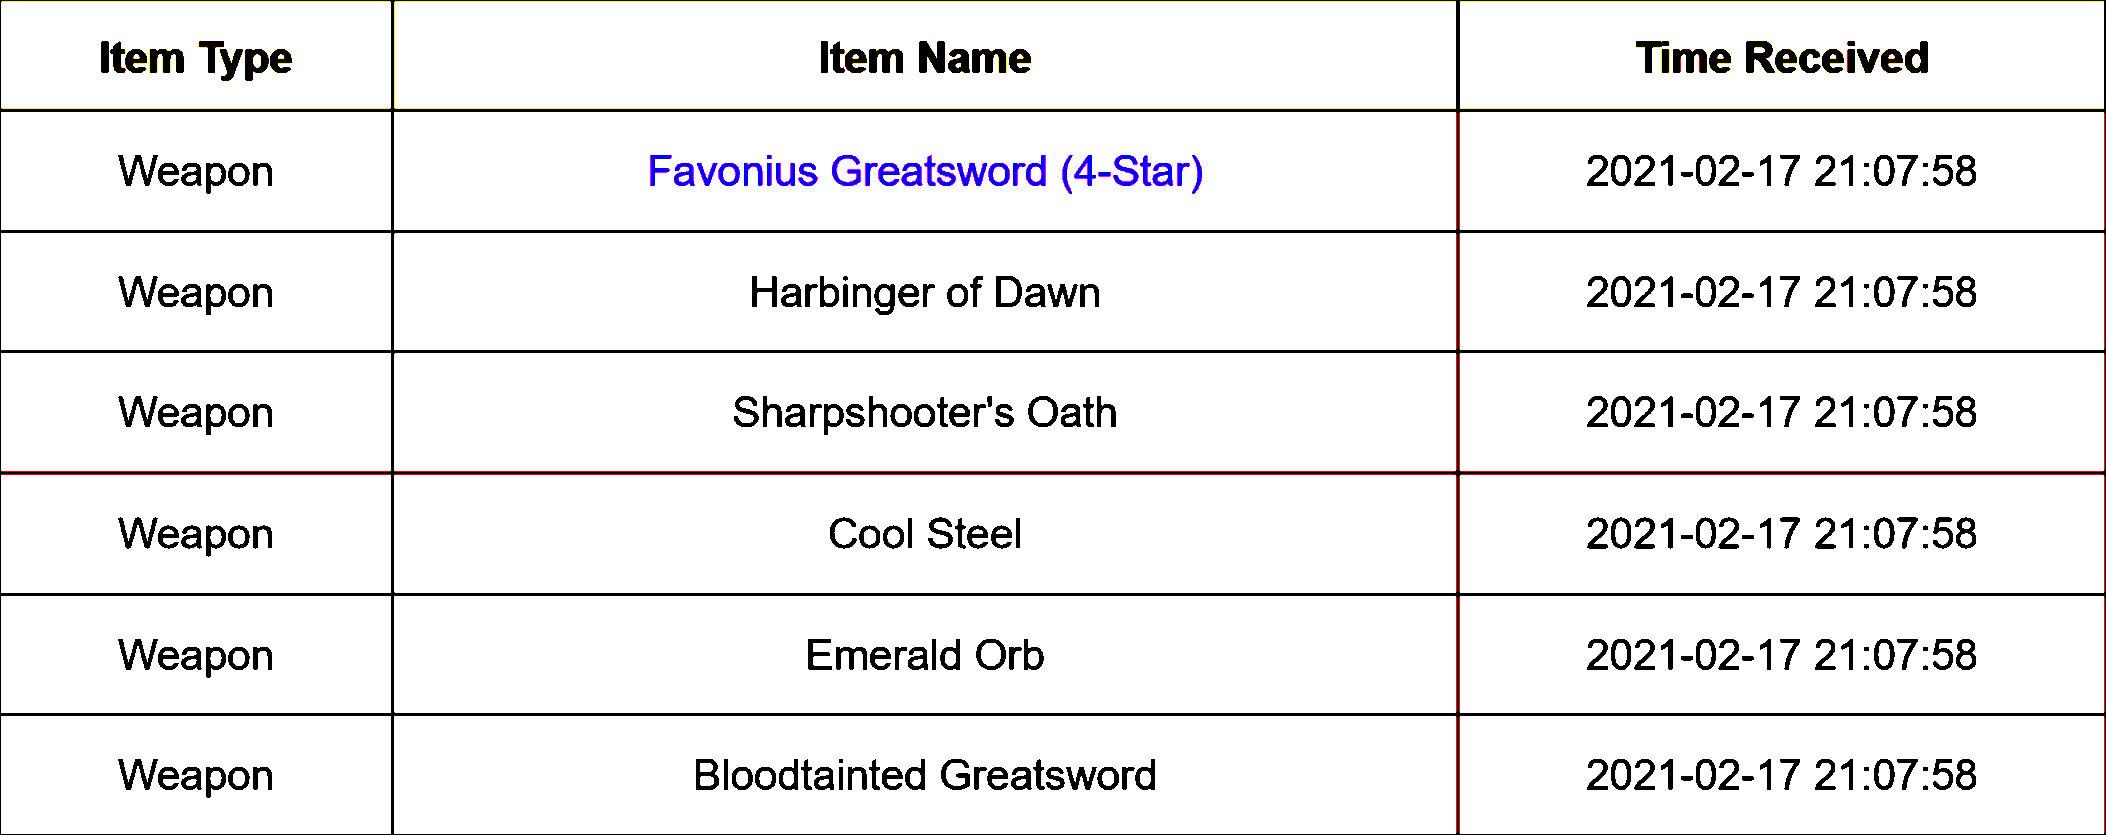 Item Type Item Name Time Received
Weapon Favonius Greatsword (4-Star) 2021-02-17 21:07:58
Weapon Harbinger of Dawn 2021-02-17 21:07:58
Weapon Sharpshooter's Oath 2021-02-17 21:07:58
Weapon Cool Steel 2021-02-17 21:07:58
Weapon Emerald Orb 2021-02-17 21:07:58
Weapon Bloodtainted Greatsword 2021-02-17 21:07:58